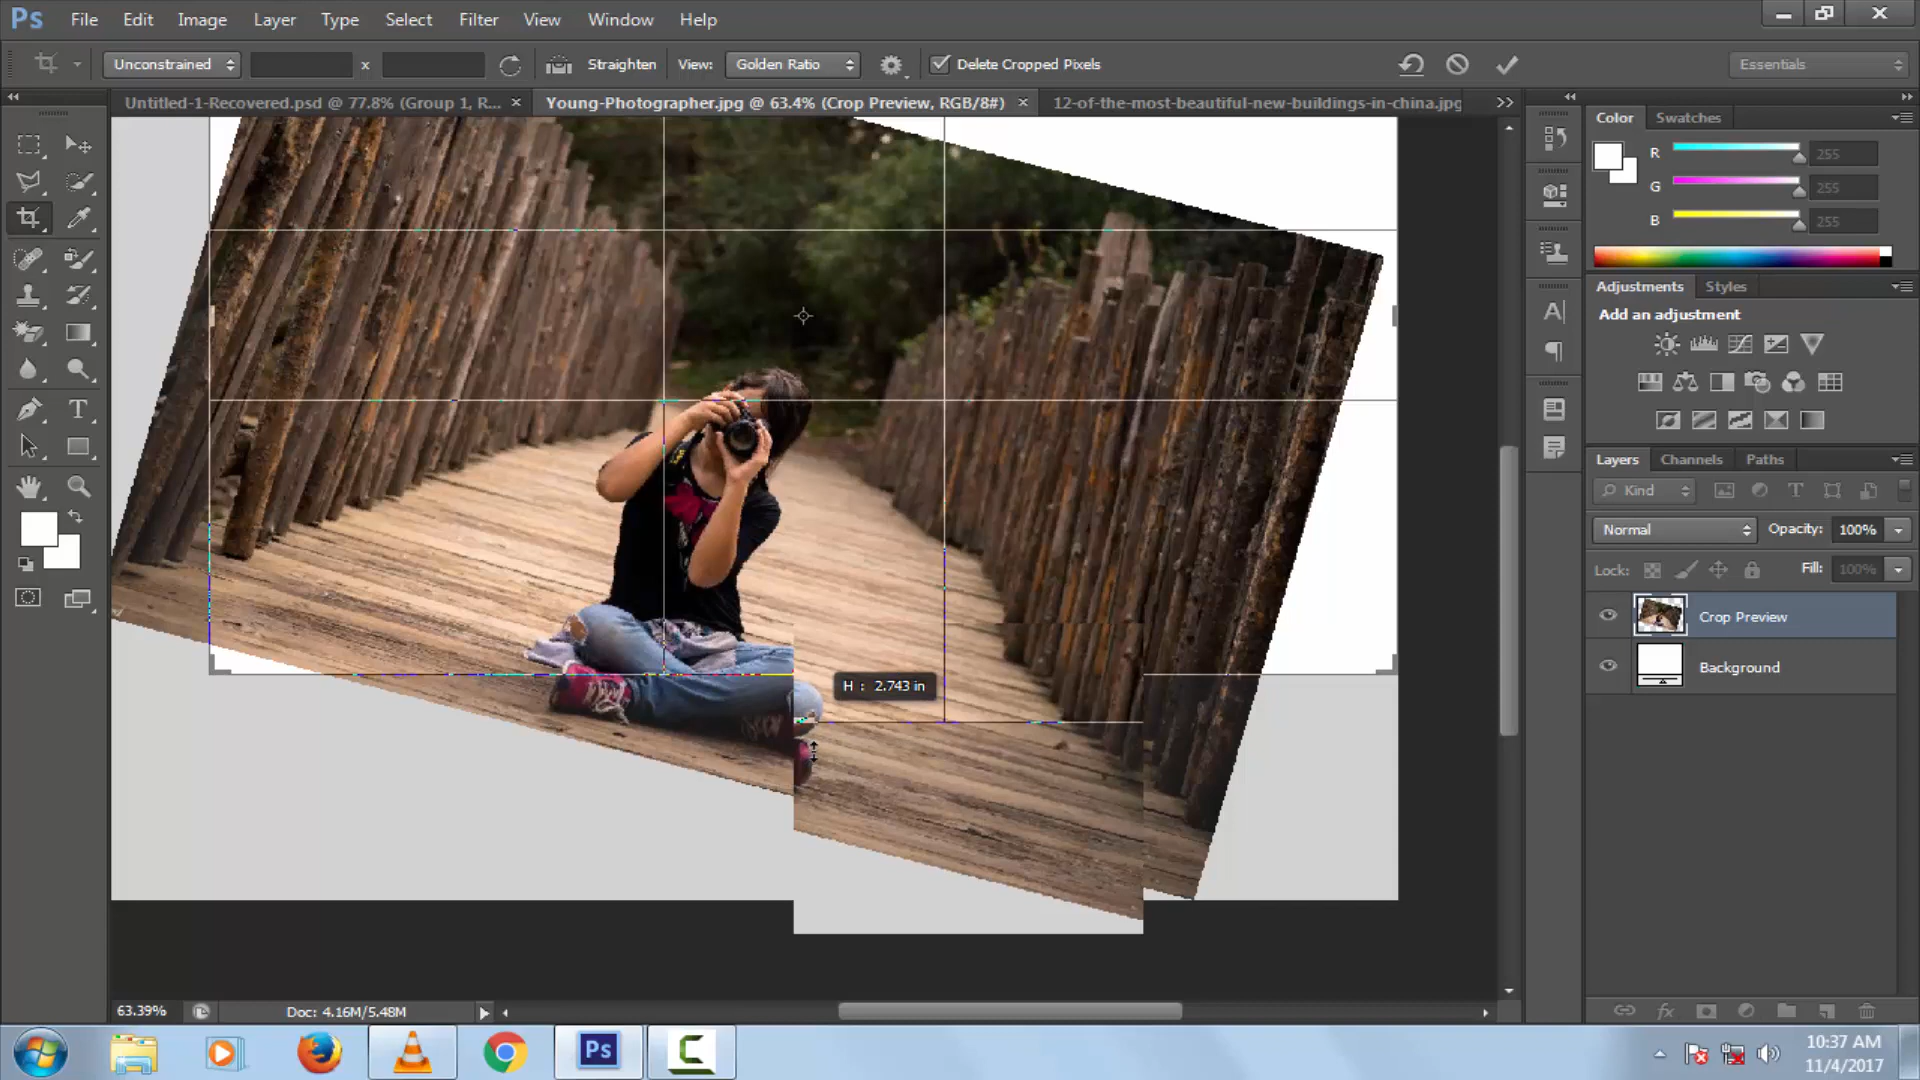 Ps File Edit Image Layer Type Select Filter View Window Help
Unconstrained x Straighten View: Golden Ratio Delete Cropped Pixels Essentials
Untitled-1-Recovered.psd @ 77.8% (Group 1, R... × Young-Photographer.jpg @ 63.4% (Crop Preview, RGB/8#) × 12-of-the-most-beautiful-new-buildings-in-china.jpg
Color Swatches
R 255
G 255
B 255
Adjustments Styles
Add an adjustment
Layers Channels Paths
Kind
Normal Opacity: 100%
Lock: Fill: 100%
Crop Preview
Background
H : 2.743 in
63.39% Doc: 4.16M/5.48M
Ps
10:37 AM
11/4/2017